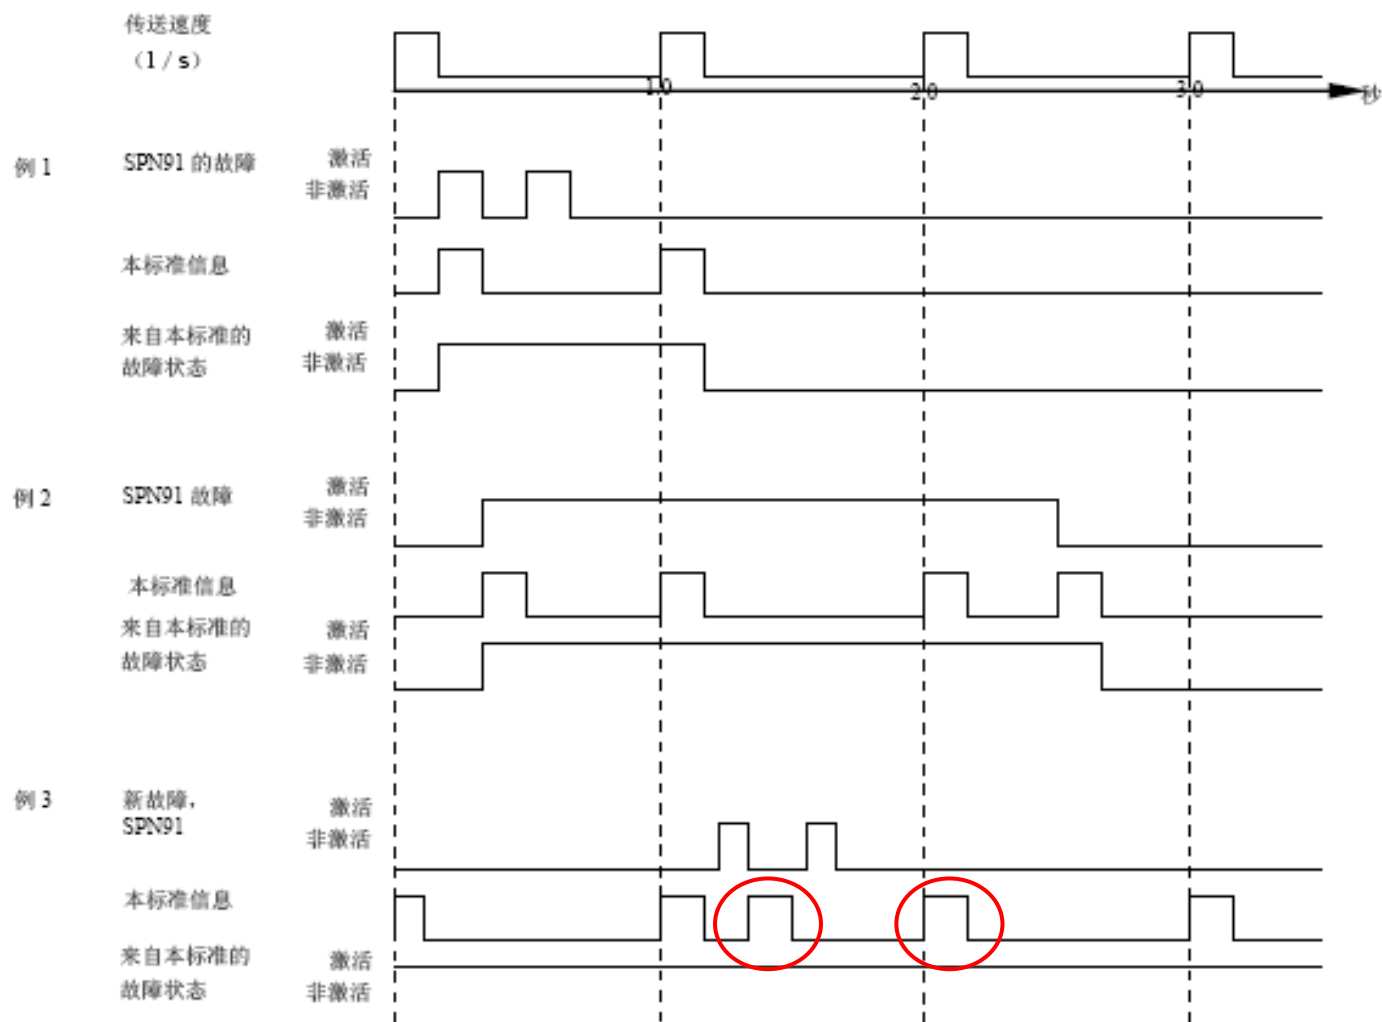 传送速度
（1 / s）
1.0
2.0
3.0
秒
例 1
SPN91 的故障
激活
非激活
本标准信息
来自本标准的
故障状态
激活
非激活
例 2
SPN91 故障
激活
非激活
本标准信息
来自本标准的
故障状态
激活
非激活
例 3
新故障，
SPN91
激活
非激活
本标准信息
来自本标准的
故障状态
激活
非激活